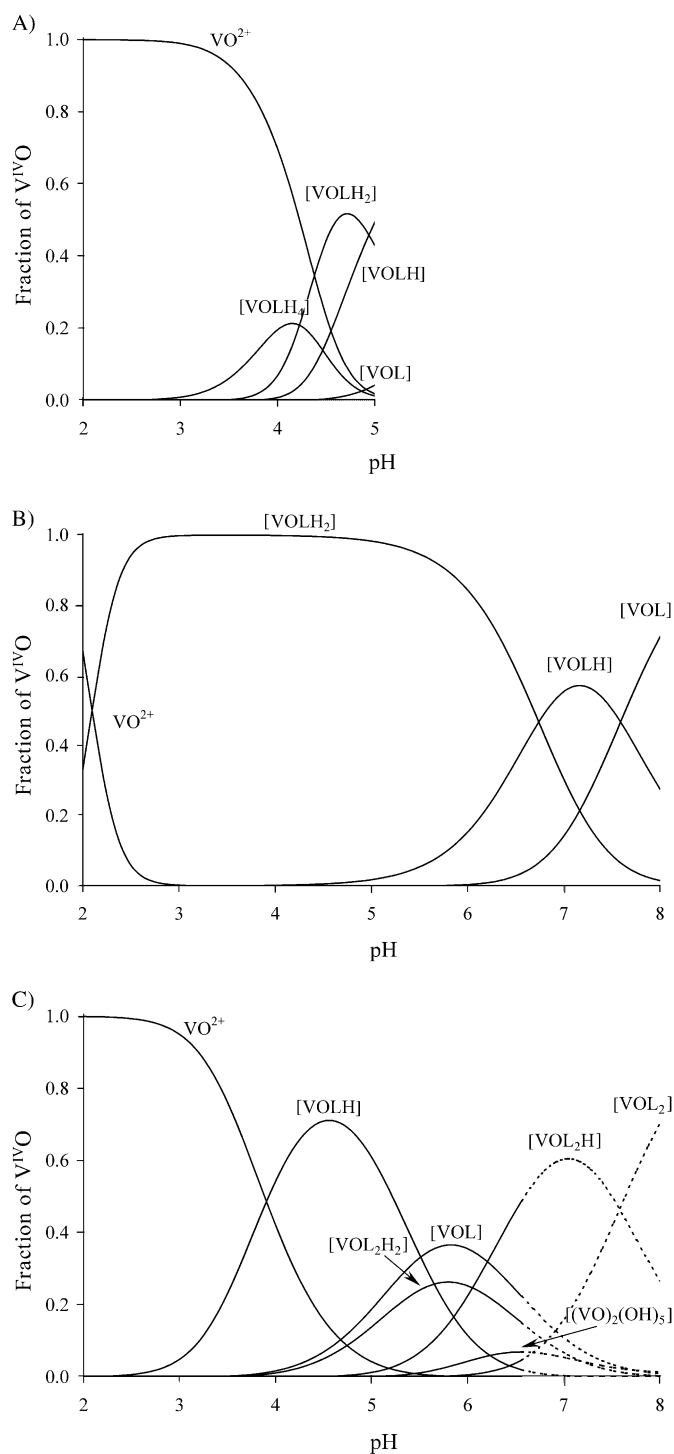 A)
1.0
VO²⁺
0.8
0.6
[VOLH₂]
0.4
[VOLH]
[VOLH₄]
0.2
[VOL]
0.0
2 3 4 5
pH
Fraction of VᴵⱽO
B)
1.0
[VOLH₂]
0.8
[VOL]
[VOLH]
0.6
VO²⁺
0.4
0.2
0.0
2 3 4 5 6 7 8
pH
Fraction of VᴵⱽO
C)
1.0
VO²⁺
0.8
[VOLH]
[VOL₂]
[VOL₂H]
0.6
0.4
[VOL₂H₂]
[VOL]
[(VO)₂(OH)₅]
0.2
0.0
2 3 4 5 6 7 8
pH
Fraction of VᴵⱽO